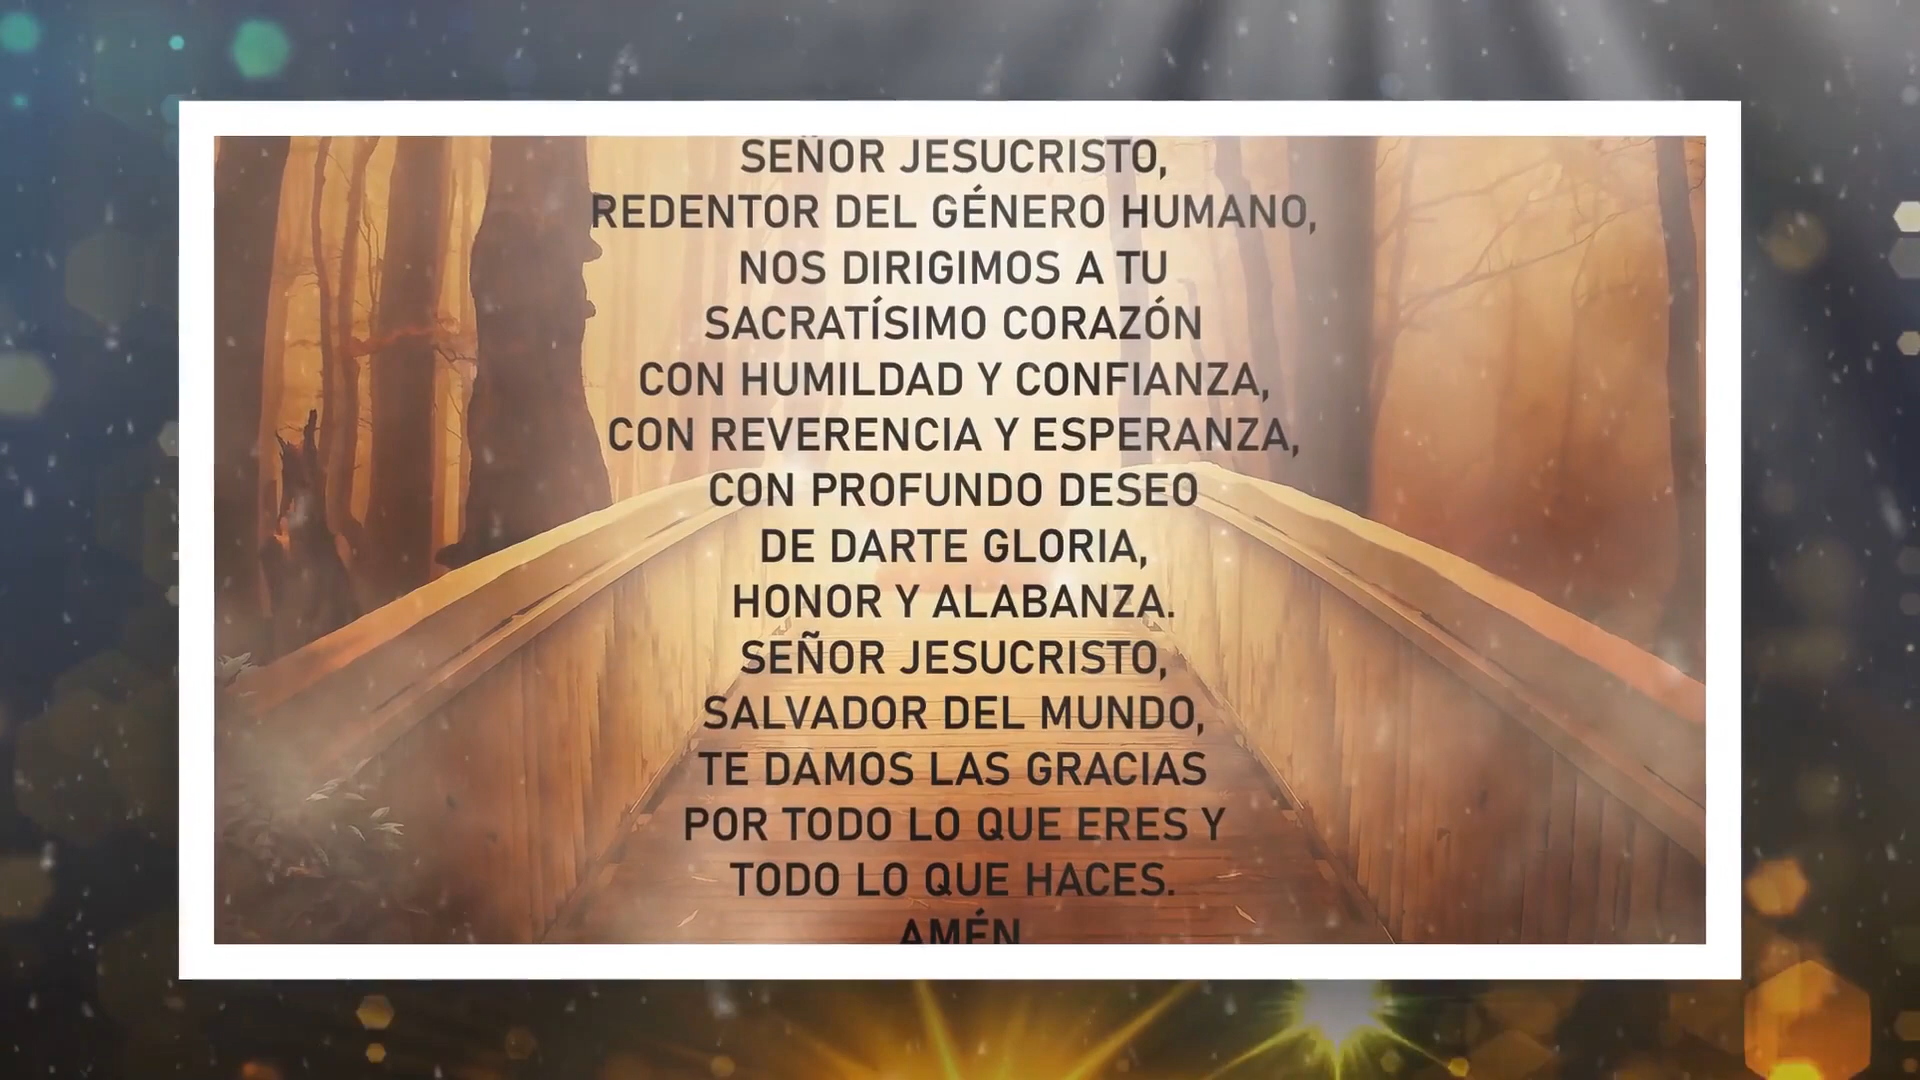 SEÑOR JESUCRISTO,
REDENTOR DEL GÉNERO HUMANO,
NOS DIRIGIMOS A TU
SACRATÍSIMO CORAZÓN
CON HUMILDAD Y CONFIANZA,
CON REVERENCIA Y ESPERANZA,
CON PROFUNDO DESEO
DE DARTE GLORIA,
HONOR Y ALABANZA.
SEÑOR JESUCRISTO,
SALVADOR DEL MUNDO,
TE DAMOS LAS GRACIAS
POR TODO LO QUE ERES Y
TODO LO QUE HACES.
AMÉN